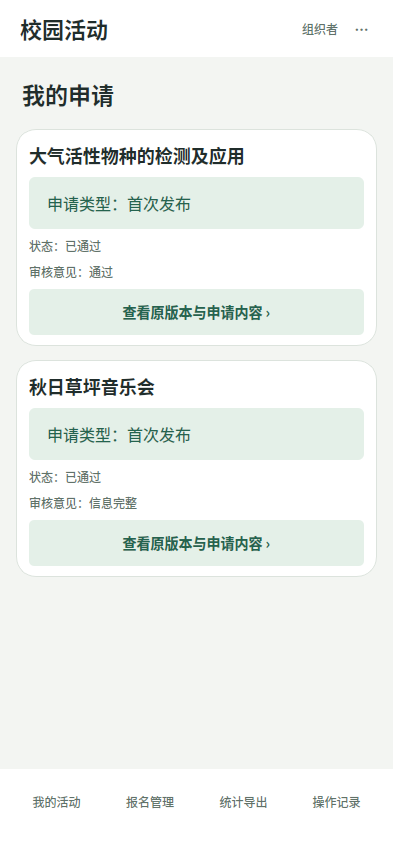 校园活动
组织者 ···
我的申请
大气活性物种的检测及应用
申请类型：首次发布
状态：已通过
审核意见：通过
查看原版本与申请内容 ›
秋日草坪音乐会
申请类型：首次发布
状态：已通过
审核意见：信息完整
查看原版本与申请内容 ›
我的活动 报名管理 统计导出 操作记录